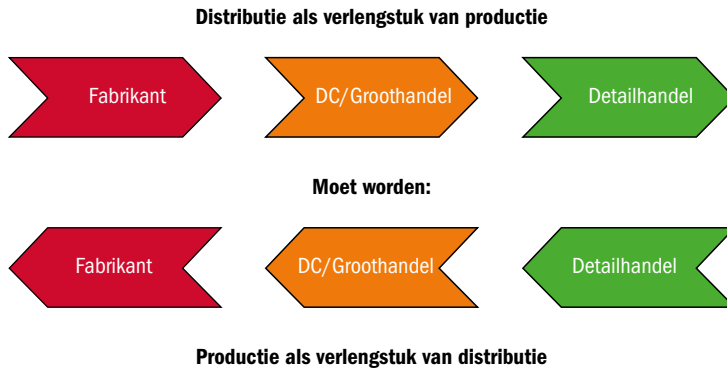 Distributie als verlengstuk van productie
Fabrikant
DC/Groothandel
Detailhandel
Moet worden:
Fabrikant
DC/Groothandel
Detailhandel
Productie als verlengstuk van distributie